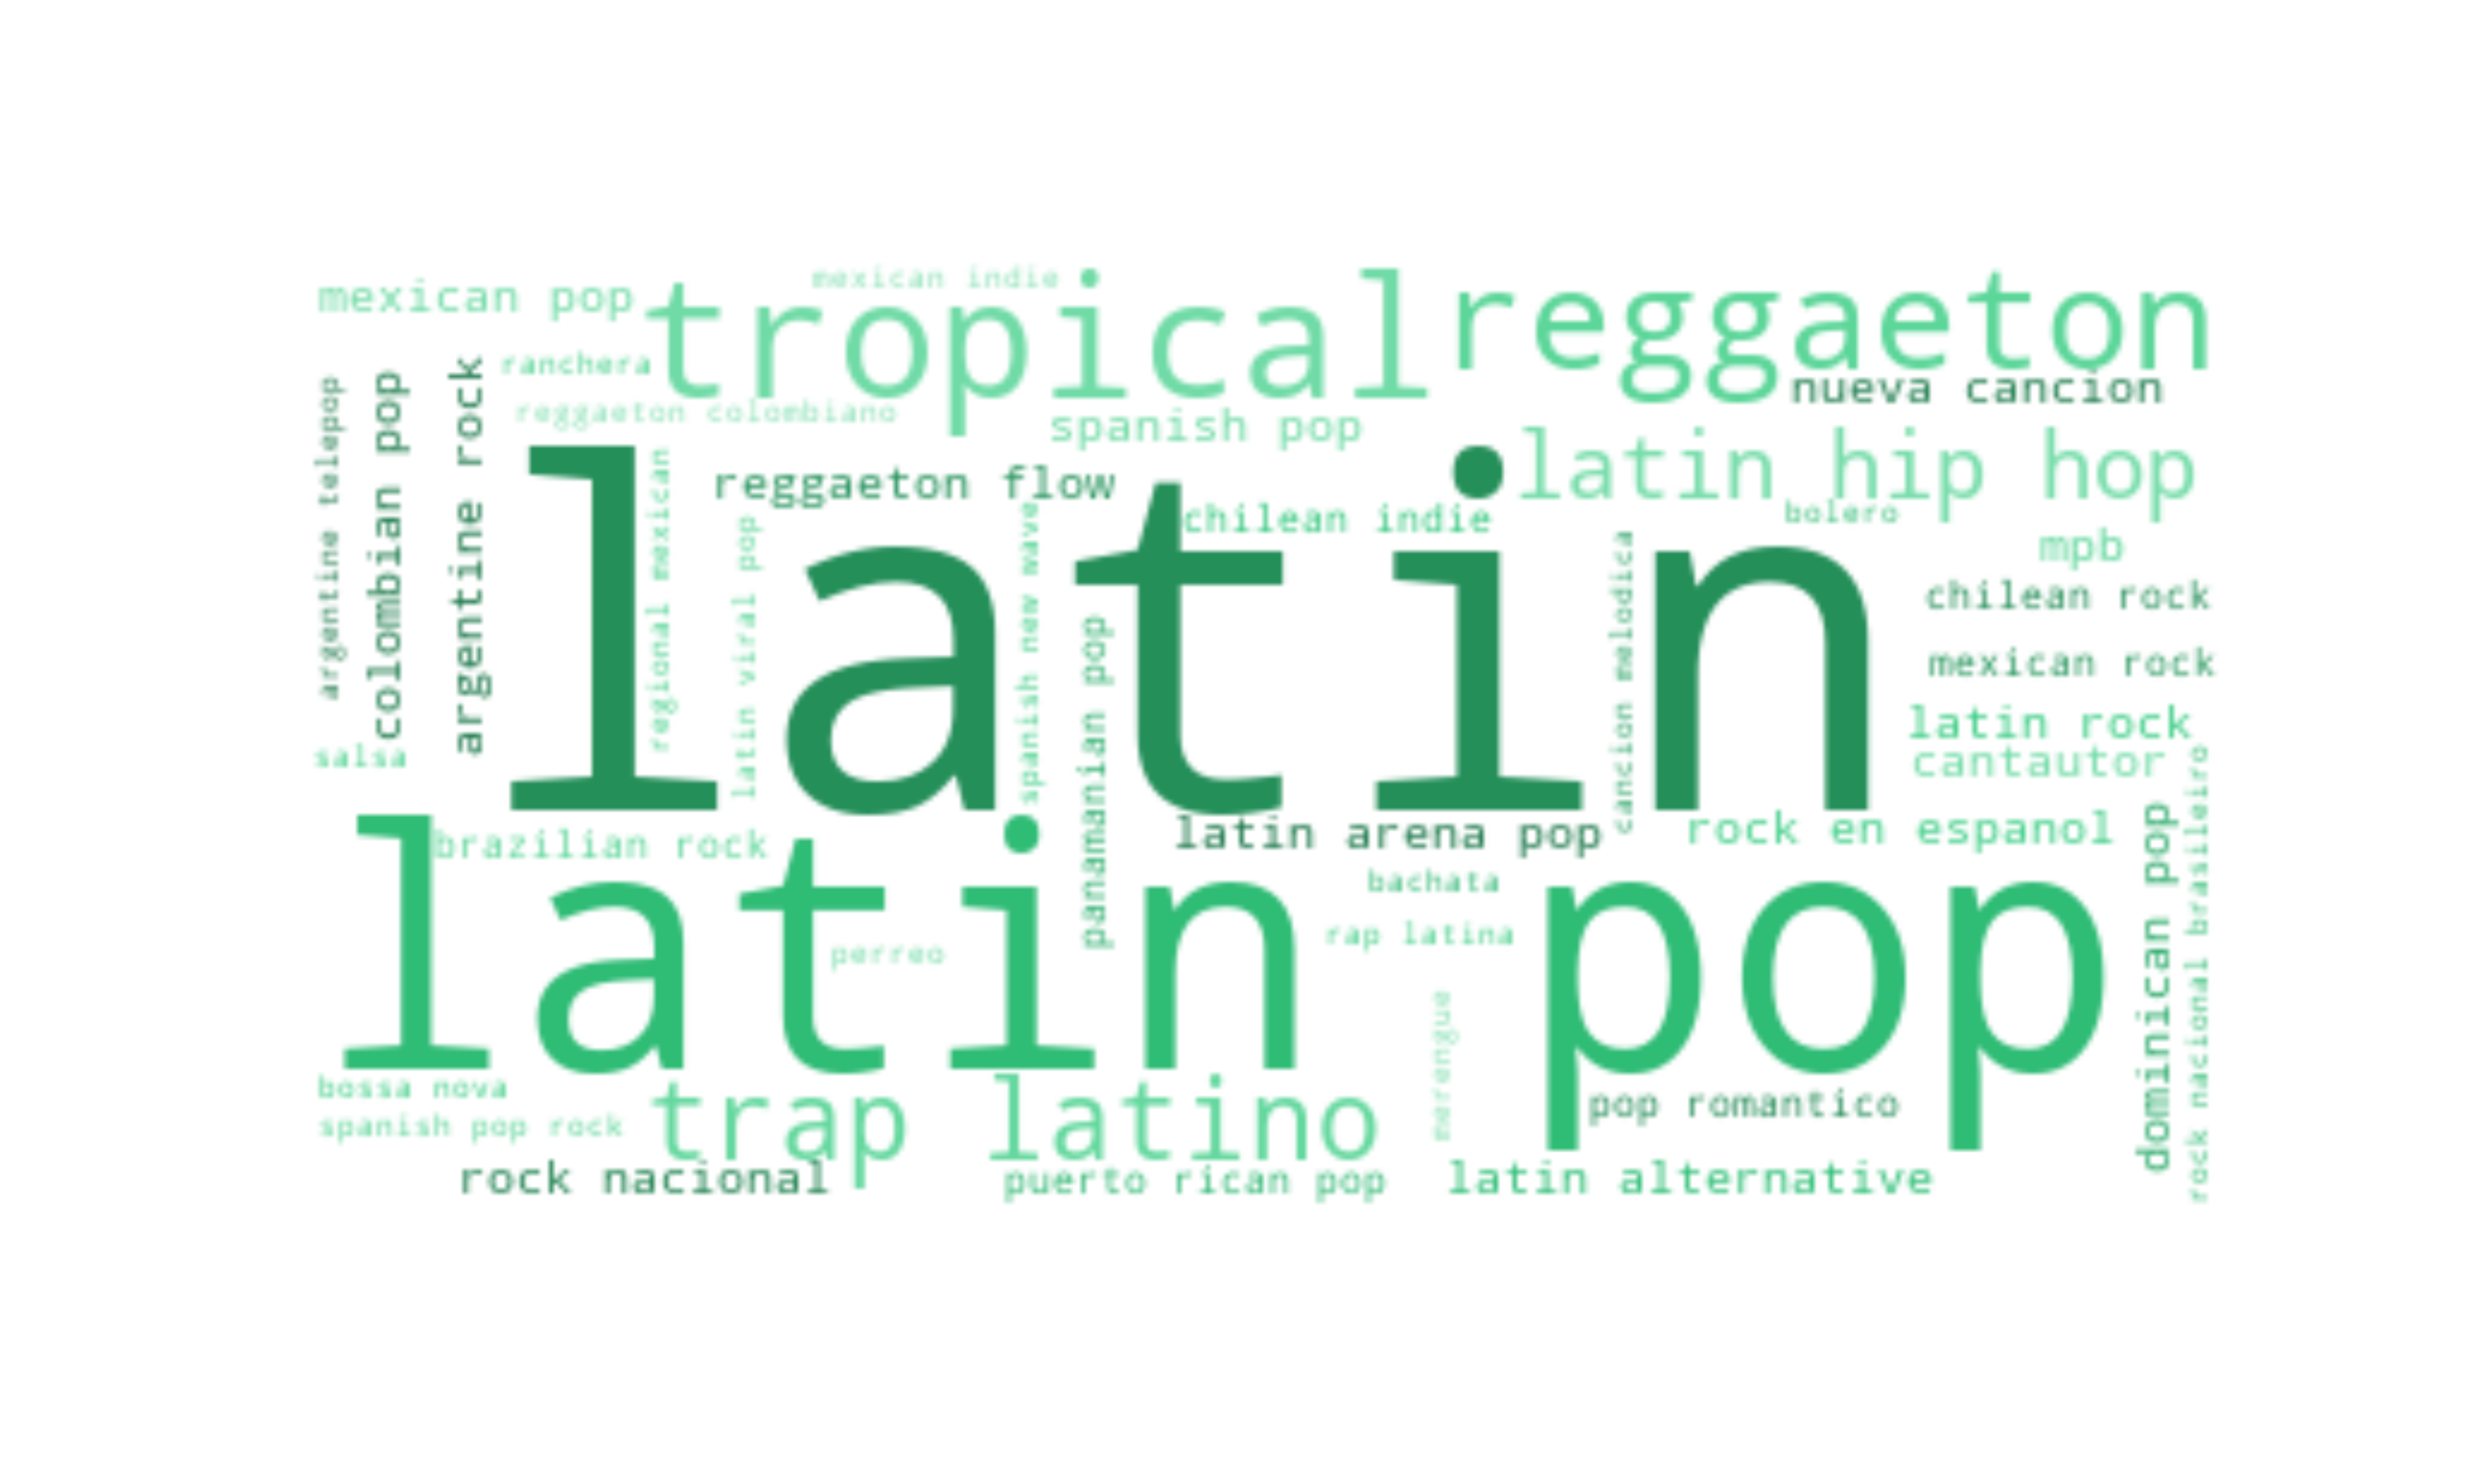 mexican indie
mexican pop
tropical
reggaeton
ranchera
nueva cancion
reggaeton colombiano
spanish pop
argentine telepop
colombian pop
argentine rock
latin
regional mexican
reggaeton flow
latin hip hop
latin viral pop
spanish new wave
chilean indie
bolero
mpb
cancion melodica
chilean rock
panamanian pop
mexican rock
latin rock
salsa
cantautor
rock nacional brasileiro
latin pop
brazilian rock
latin arena pop
rock en espanol
dominican pop
bachata
rap latina
perreo
merengue
bossa nova
trap latino
pop romantico
spanish pop rock
rock nacional
puerto rican pop
latin alternative